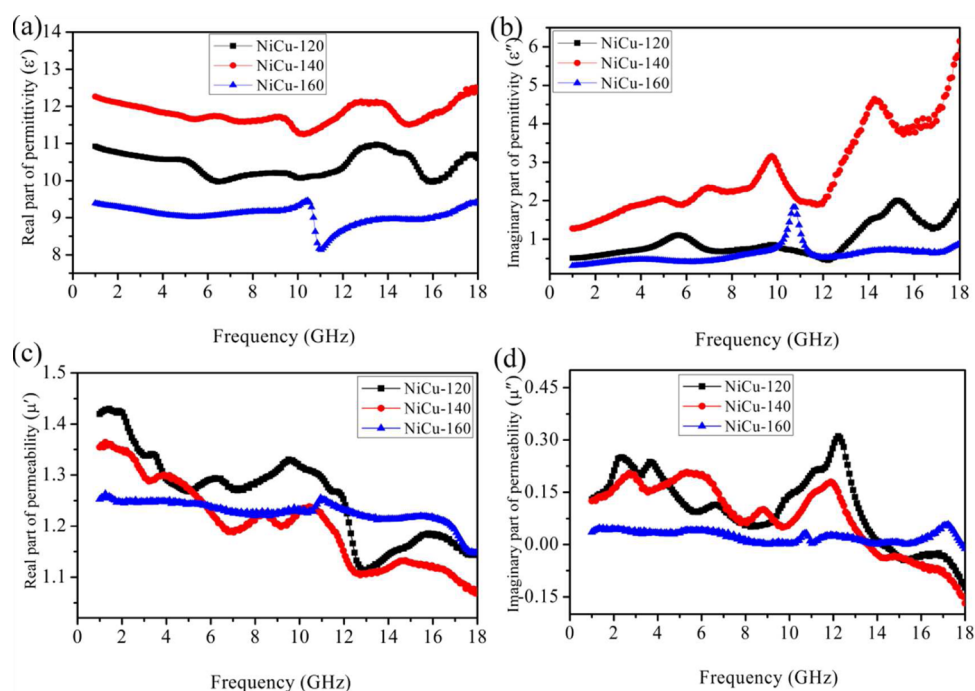 (a)
Real part of permittivity (ε′)
14
13
12
11
10
9
8
NiCu-120
NiCu-140
NiCu-160
0 2 4 6 8 10 12 14 16 18
Frequency (GHz)
(b)
Imaginary part of permittivity (ε″)
6
5
4
3
2
1
NiCu-120
NiCu-140
NiCu-160
0 2 4 6 8 10 12 14 16 18
Frequency (GHz)
(c)
Real part of permeability (μ′)
1.5
1.4
1.3
1.2
1.1
NiCu-120
NiCu-140
NiCu-160
0 2 4 6 8 10 12 14 16 18
Frequency (GHz)
(d)
Imaginary part of permeability (μ″)
0.45
0.30
0.15
0.00
-0.15
NiCu-120
NiCu-140
NiCu-160
0 2 4 6 8 10 12 14 16 18
Frequency (GHz)